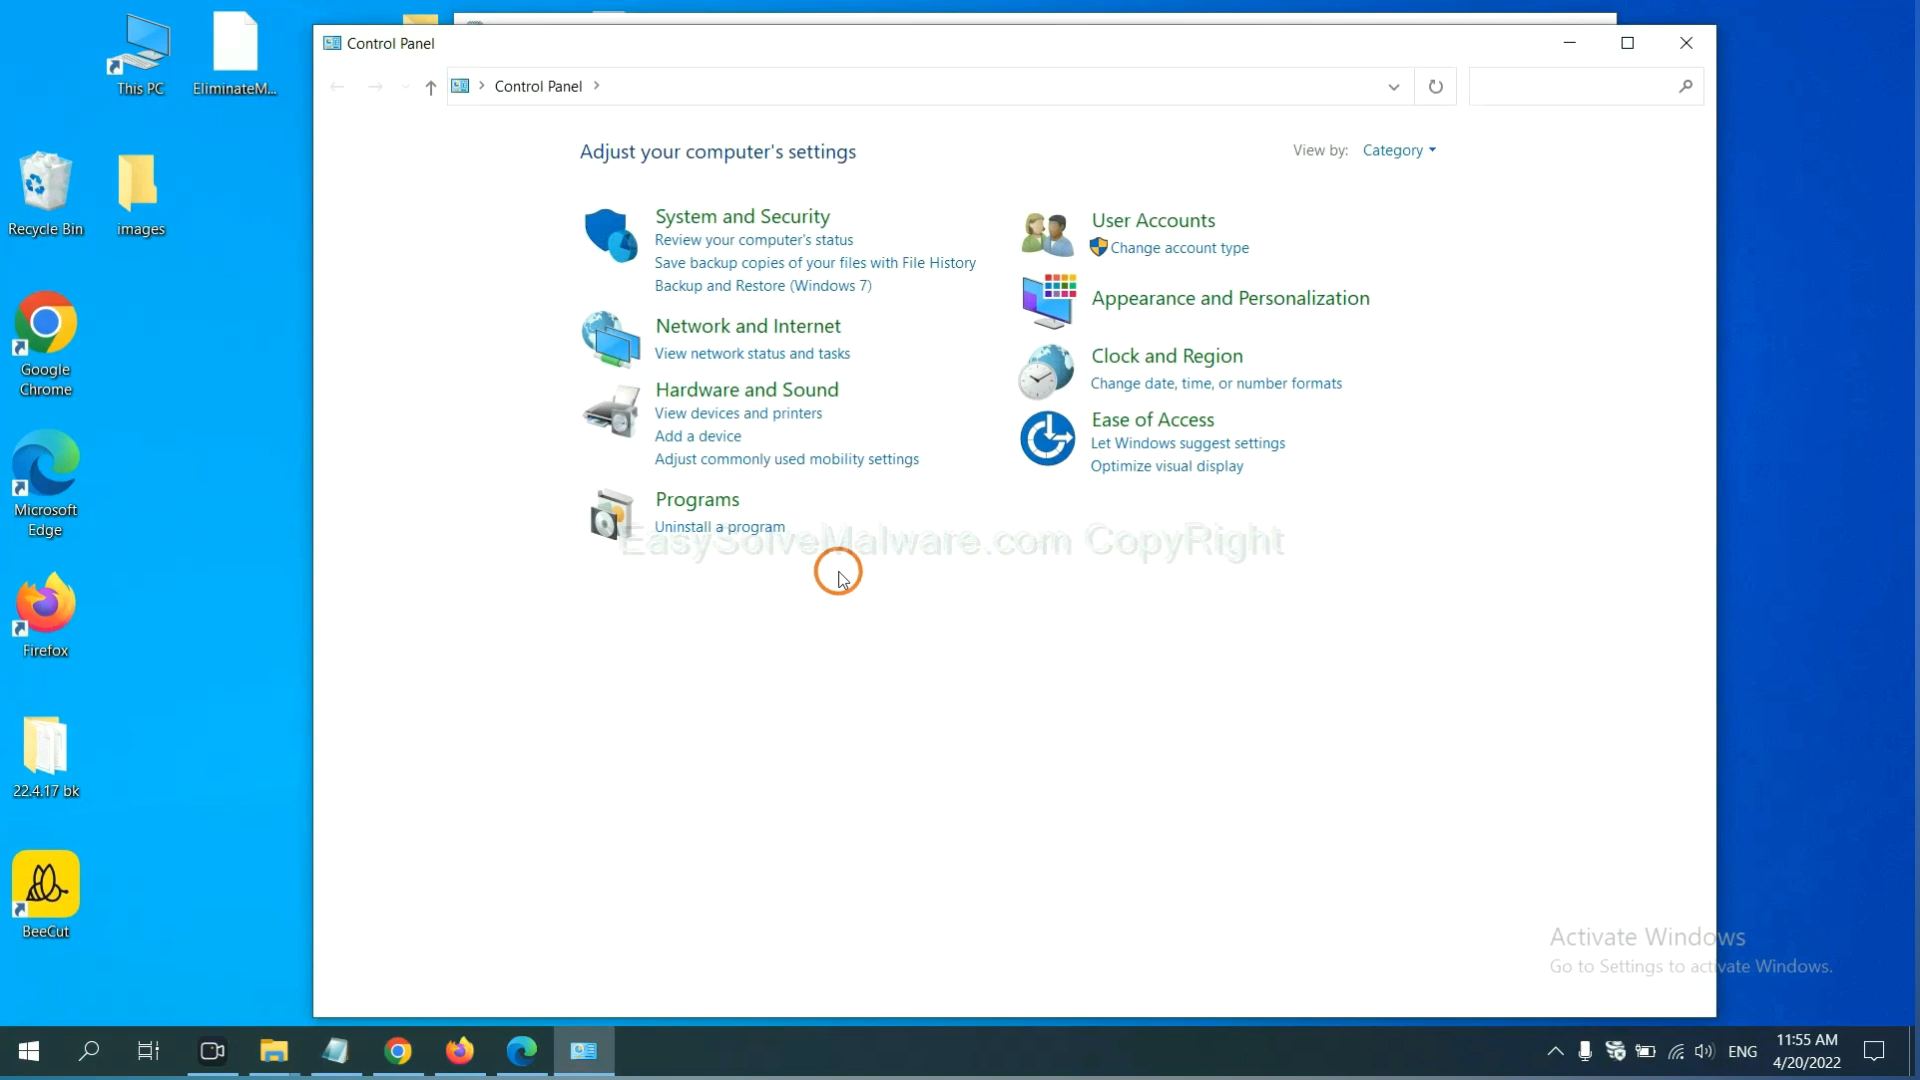 This PC
EliminateM...
Recycle Bin
images
Google
Chrome
Microsoft
Edge
Firefox
22.4.17 bk
BeeCut
Control Panel
Control Panel
Adjust your computer's settings
View by: Category
System and Security
Review your computer's status
Save backup copies of your files with File History
Backup and Restore (Windows 7)
Network and Internet
View network status and tasks
Hardware and Sound
View devices and printers
Add a device
Adjust commonly used mobility settings
Programs
Uninstall a program
User Accounts
Change account type
Appearance and Personalization
Clock and Region
Change date, time, or number formats
Ease of Access
Let Windows suggest settings
Optimize visual display
EasySolveMalware.com CopyRight
Activate Windows
Go to Settings to activate Windows.
ENG
11:55 AM
4/20/2022